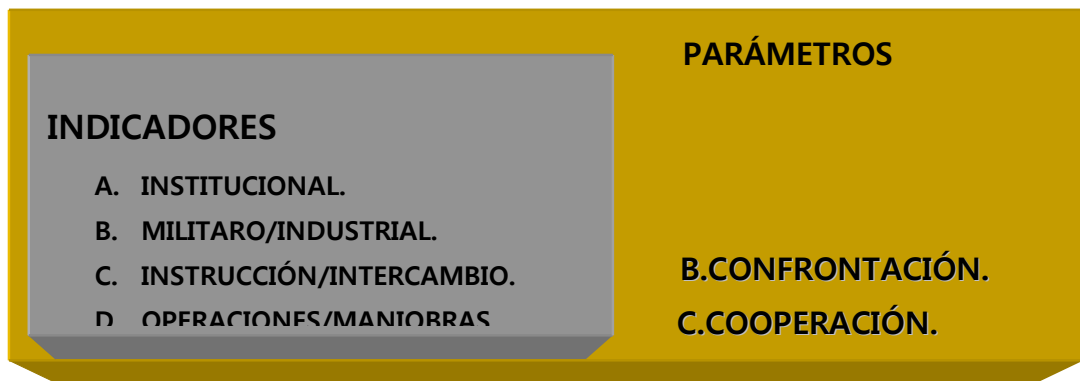 PARÁMETROS
INDICADORES
A. INSTITUCIONAL.
B. MILITARO/INDUSTRIAL.
C. INSTRUCCIÓN/INTERCAMBIO.
D OPERACIONES/MANIOBRAS
B.CONFRONTACIÓN.
C.COOPERACIÓN.